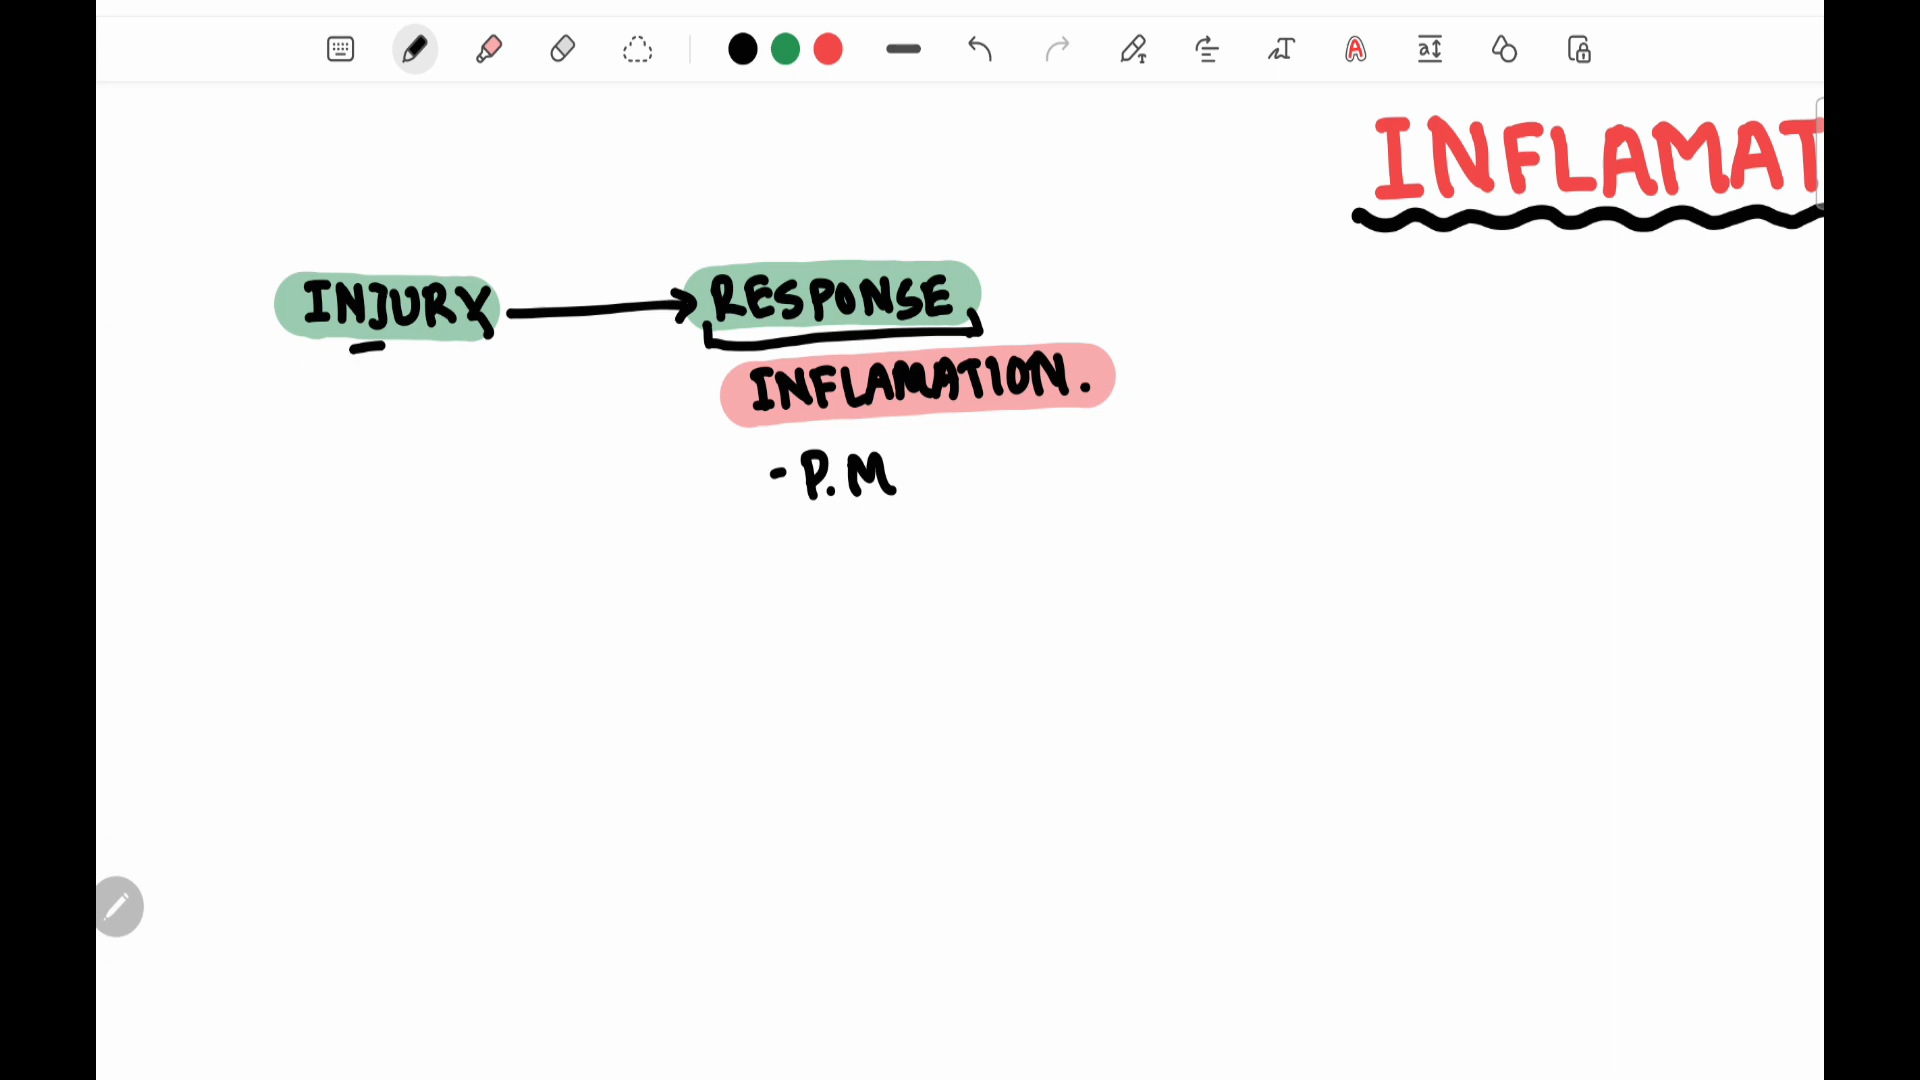 INFLAMAT
INJURY → RESPONSE
INFLAMATION.
- P.M